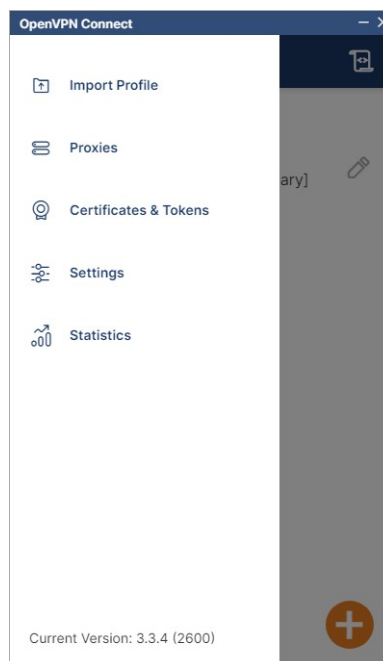 OpenVPN Connect
Import Profile
Proxies
ary]
Certificates & Tokens
Settings
Statistics
Current Version: 3.3.4 (2600)